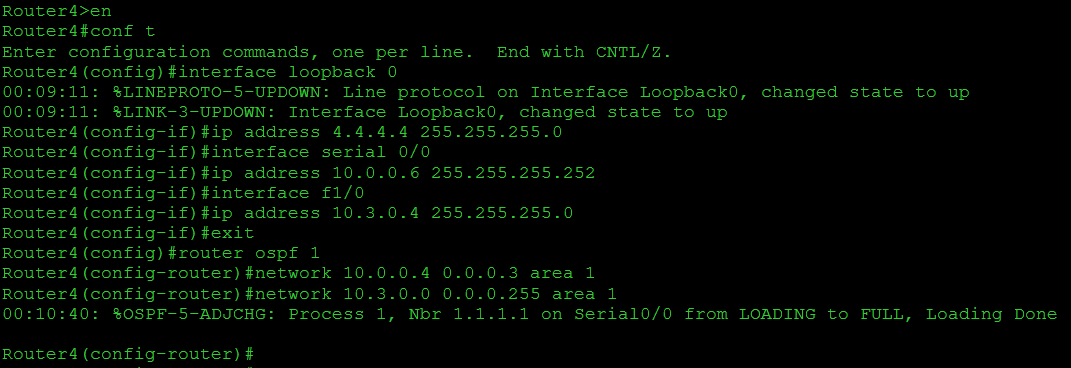 Router4>en
Router4#conf t
Enter configuration commands, one per line.  End with CNTL/Z.
Router4(config)#interface loopback 0
00:09:11: %LINEPROTO-5-UPDOWN: Line protocol on Interface Loopback0, changed state to up
00:09:11: %LINK-3-UPDOWN: Interface Loopback0, changed state to up
Router4(config-if)#ip address 4.4.4.4 255.255.255.0
Router4(config-if)#interface serial 0/0
Router4(config-if)#ip address 10.0.0.6 255.255.255.252
Router4(config-if)#interface f1/0
Router4(config-if)#ip address 10.3.0.4 255.255.255.0
Router4(config-if)#exit
Router4(config)#router ospf 1
Router4(config-router)#network 10.0.0.4 0.0.0.3 area 1
Router4(config-router)#network 10.3.0.0 0.0.0.255 area 1
00:10:40: %OSPF-5-ADJCHG: Process 1, Nbr 1.1.1.1 on Serial0/0 from LOADING to FULL, Loading Done
Router4(config-router)#